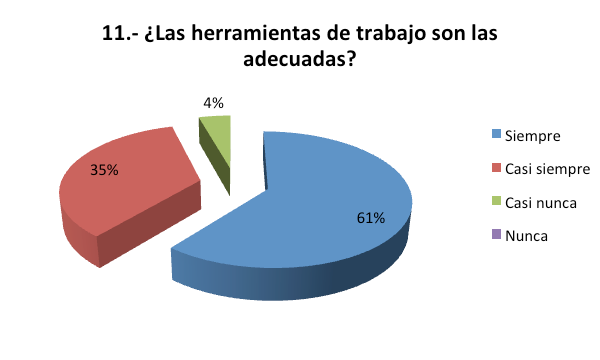 11.- ¿Las herramientas de trabajo son las
adecuadas?
4%
35%
61%
Siempre
Casi siempre
Casi nunca
Nunca